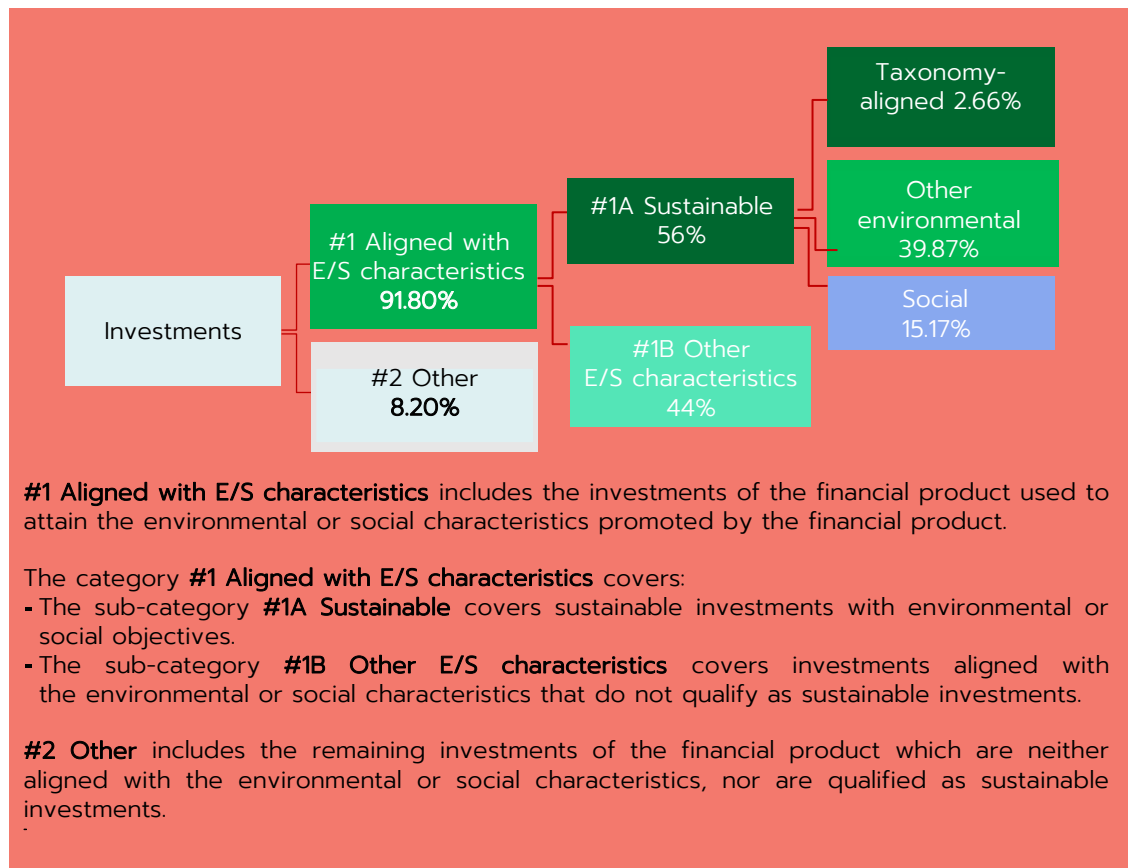 Taxonomy-
aligned 2.66%
Other
environmental
39.87%
#1A Sustainable
56%
#1 Aligned with
E/S characteristics
91.80%
Social
15.17%
Investments
#1B Other
E/S characteristics
44%
#2 Other
8.20%
#1 Aligned with E/S characteristics includes the investments of the financial product used to
attain the environmental or social characteristics promoted by the financial product.
The category #1 Aligned with E/S characteristics covers:
- The sub-category #1A Sustainable covers sustainable investments with environmental or
social objectives.
- The sub-category #1B Other E/S characteristics covers investments aligned with
the environmental or social characteristics that do not qualify as sustainable investments.
#2 Other includes the remaining investments of the financial product which are neither
aligned with the environmental or social characteristics, nor are qualified as sustainable
investments.
-